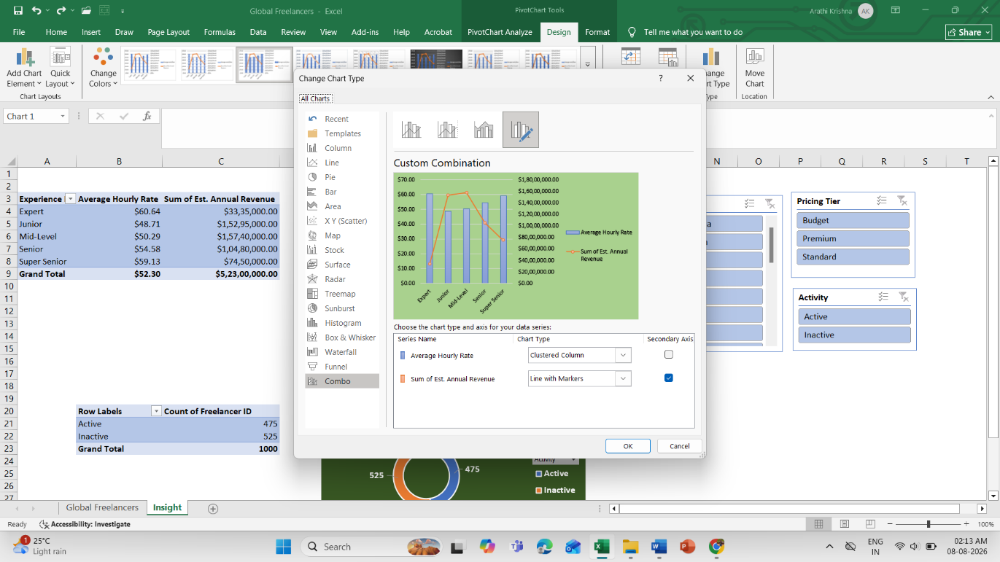 Global Freelancers - Excel
PivotChart Tools
Arathi Krishna AK
File Home Insert Draw Page Layout Formulas Data Review View Add-ins Help Acrobat PivotChart Analyze Design Format Tell me what you want to do Share
Add Chart Element
Quick Layout
Change Colors
Move Chart
Chart Layouts
Location
Change Chart Type
?
All Charts
Chart 1
fx
Recent
Templates
Column
Line
Pie
Bar
Area
X Y (Scatter)
Map
Stock
Surface
Radar
Treemap
Sunburst
Histogram
Box & Whisker
Waterfall
Funnel
Combo
Custom Combination
$70.00
$60.00
$50.00
$40.00
$30.00
$20.00
$10.00
$0.00
$1,80,00,000.00
$1,60,00,000.00
$1,40,00,000.00
$1,20,00,000.00
$1,00,00,000.00
$80,00,000.00
$60,00,000.00
$40,00,000.00
$20,00,000.00
$0.00
Expert
Junior
Mid-Level
Senior
Super Senior
Average Hourly Rate
Sum of Est. Annual Revenue
Choose the chart type and axis for your data series:
Series Name Chart Type Secondary Axis
Average Hourly Rate Clustered Column
Sum of Est. Annual Revenue Line with Markers
OK Cancel
A B C N O P Q R S T
1
2
3 Experience Average Hourly Rate Sum of Est. Annual Revenue
4 Expert $60.64 $33,35,000.00
5 Junior $48.71 $1,52,95,000.00
6 Mid-Level $50.29 $1,57,40,000.00
7 Senior $54.58 $1,04,80,000.00
8 Super Senior $59.13 $74,50,000.00
9 Grand Total $52.30 $5,23,00,000.00
10
11
12
13
14
15
16
17
18
19
20 Row Labels Count of Freelancer ID
21 Active 475
22 Inactive 525
23 Grand Total 1000
24
25
26
27
Pricing Tier
Budget
Premium
Standard
Activity
Active
Inactive
525
475
Activity
Active
Inactive
Global Freelancers Insight
Ready Accessibility: Investigate 100%
1
25°C
Light rain
Search
ENG
IN
02:13 AM
08-08-2026